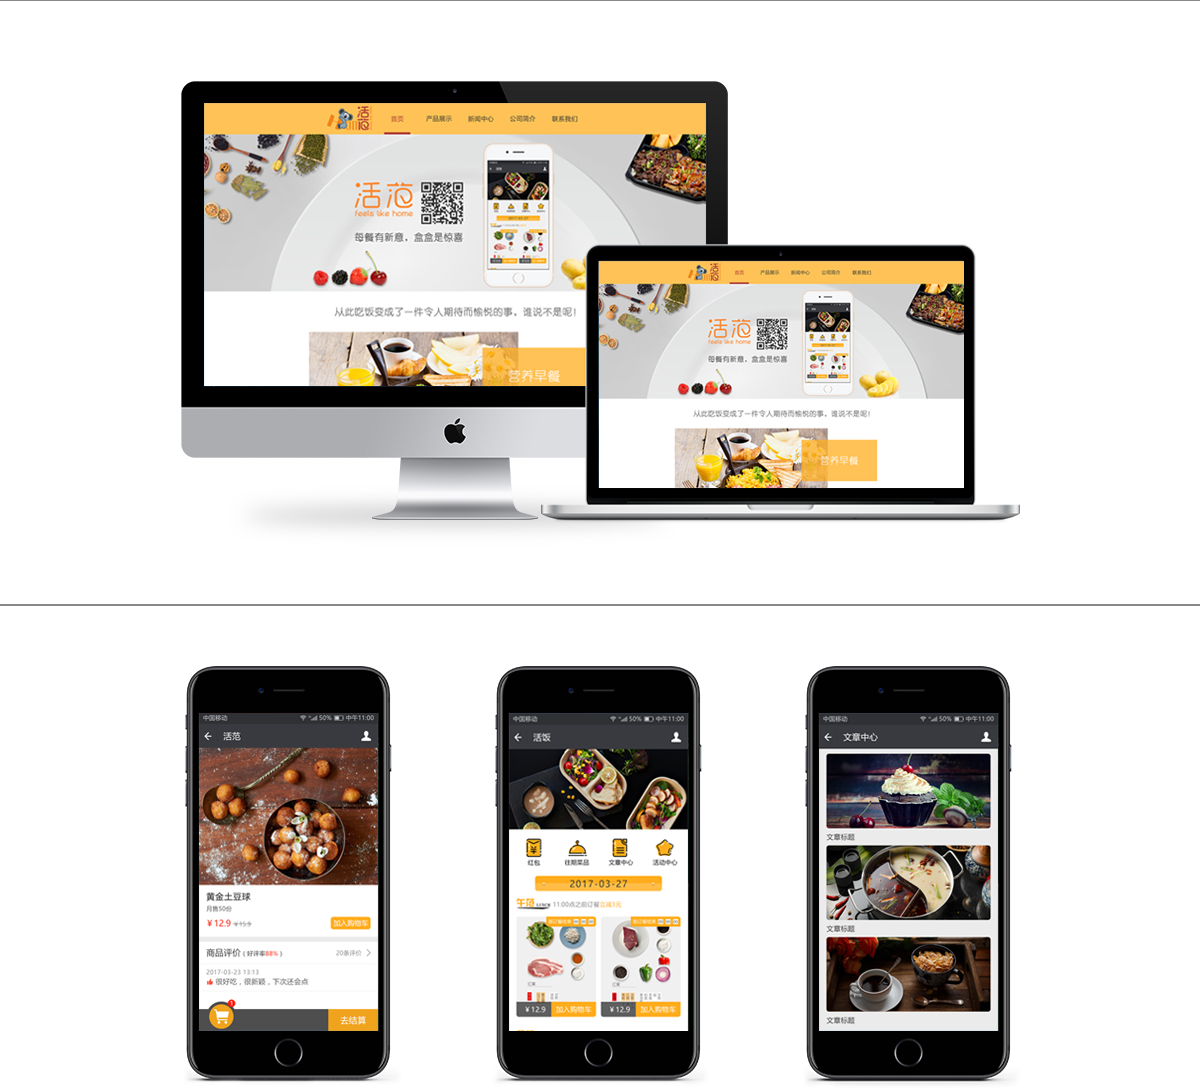 活范
首页 产品展示 新闻中心 公司简介 联系我们
活范
feels like home
每餐有新意，盒盒是惊喜
从此吃饭变成了一件令人期待而愉悦的事，谁说不是呢！
营养早餐
活范
首页 产品展示 新闻中心 公司简介 联系我们
活范
feels like home
每餐有新意，盒盒是惊喜
从此吃饭变成了一件令人期待而愉悦的事，谁说不是呢！
营养早餐
中国移动 50% 中午11:00
活范
黄金土豆球
月售50份
¥12.9 ¥15.9 加入购物车
商品评价 ( 好评率88% ) 20条评价
2017-03-23 13:13
很好吃，很新颖，下次还会点
1
去结算
中国移动 50% 中午11:00
活饭
红包 往期菜品 文章中心 活动中心
2017-03-27
午范 LUNCH 11:00点之前订餐立减3元
¥12.9 加入购物车 ¥12.9 加入购物车
中国移动 50% 中午11:00
文章中心
文章标题
文章标题
文章标题